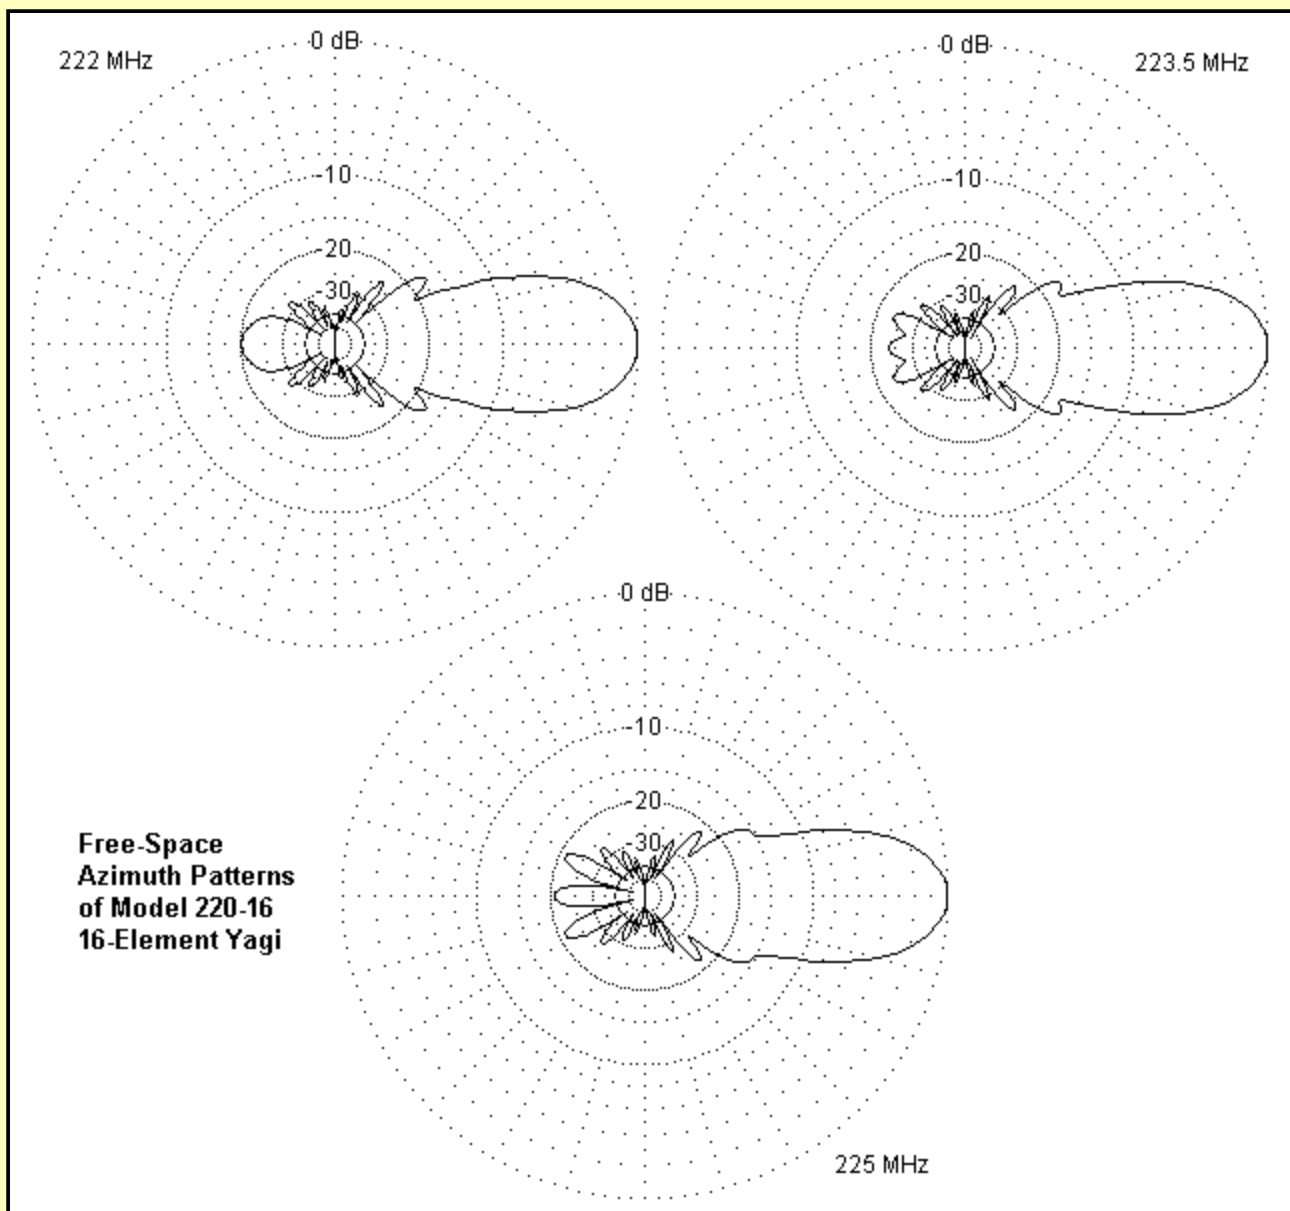 222 MHz
0 dB
-10
-20
-30
223.5 MHz
0 dB
-10
-20
-30
0 dB
-10
-20
-30
Free-Space
Azimuth Patterns
of Model 220-16
16-Element Yagi
225 MHz